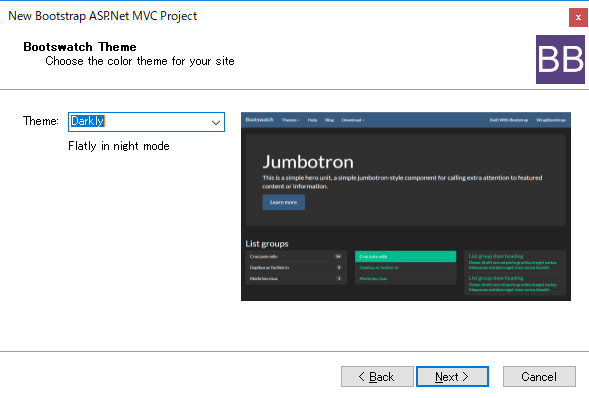 New Bootstrap ASP.Net MVC Project
x
Bootswatch Theme
Choose the color theme for your site
BB
Theme: Darkly
Flatly in night mode
Bootswatch Themes Help Blog Download Built With Bootstrap WrapBootstrap
Jumbotron
This is a simple hero unit, a simple jumbotron-style component for calling extra attention to featured
content or information.
Learn more
List groups
Cras justo odio 14
Dapibus ac facilisis in 2
Morbi leo risus 1
Cras justo odio
Dapibus ac facilisis in
Morbi leo risus
List group item heading
Donec id elit non mi porta gravida at eget metus.
Maecenas sed diam eget risus varius blandit.
List group item heading
Donec id elit non mi porta gravida at eget metus.
Maecenas sed diam eget risus varius blandit.
< Back
Next >
Cancel